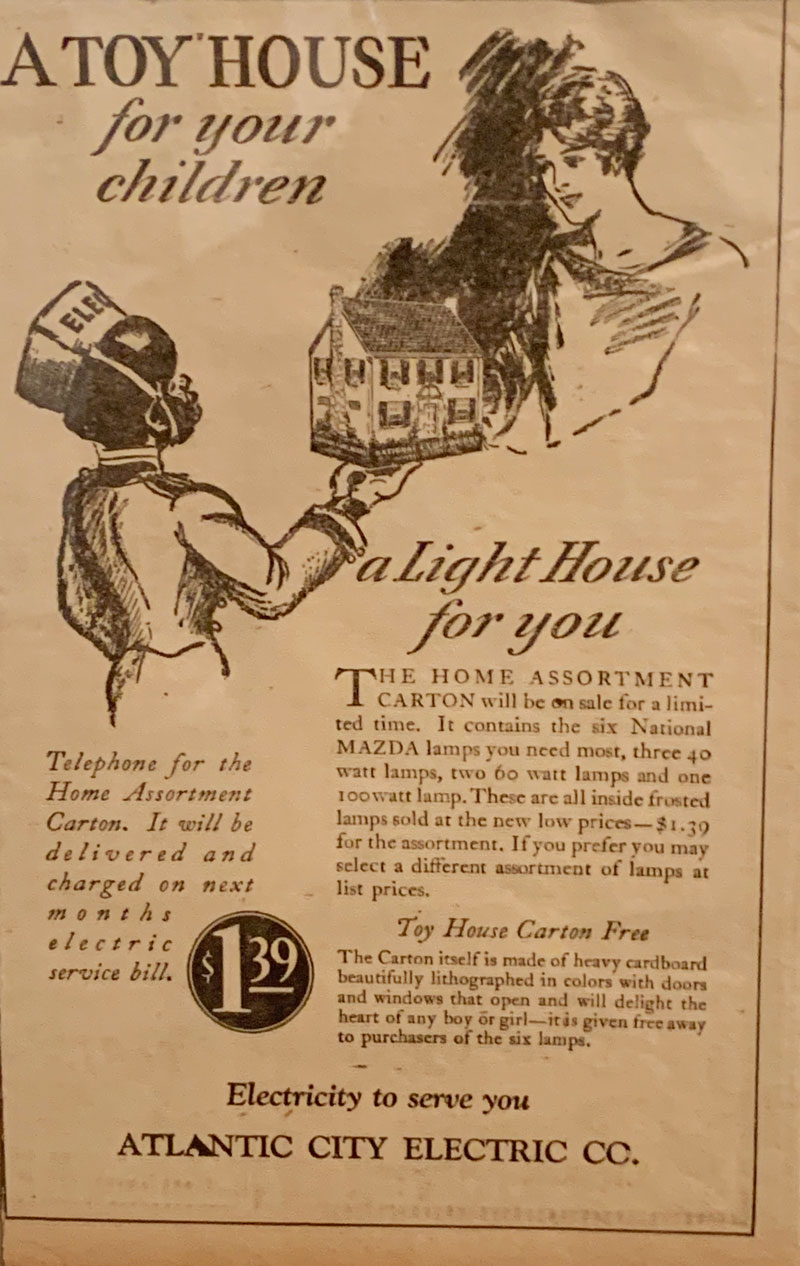 A TOY HOUSE
for your
children
ELEC
a Light House
for you
THE HOME ASSORTMENT
CARTON will be on sale for a limi-
ted time. It contains the six National
MAZDA lamps you need most, three 40
watt lamps, two 60 watt lamps and one
100 watt lamp. These are all inside frosted
lamps sold at the new low prices—$1.39
for the assortment. If you prefer you may
select a different assortment of lamps at
list prices.
Telephone for the
Home Assortment
Carton. It will be
delivered and
charged on next
months
electric
service bill.
$1.39
Toy House Carton Free
The Carton itself is made of heavy cardboard
beautifully lithographed in colors with doors
and windows that open and will delight the
heart of any boy or girl—it is given free away
to purchasers of the six lamps.
Electricity to serve you
ATLANTIC CITY ELECTRIC CO.